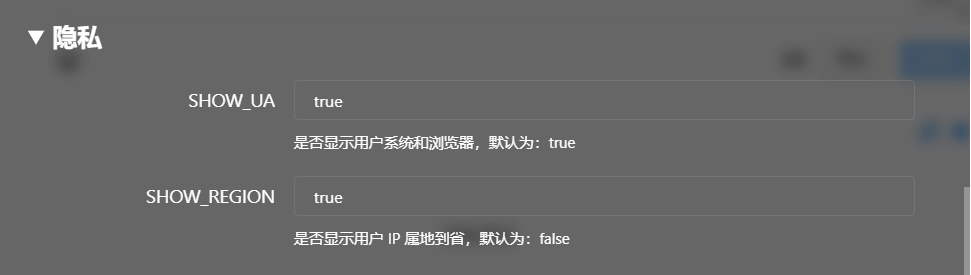 ▼ 隐私
SHOW_UA
true
是否显示用户系统和浏览器，默认为：true
SHOW_REGION
true
是否显示用户 IP 属地到省，默认为：false